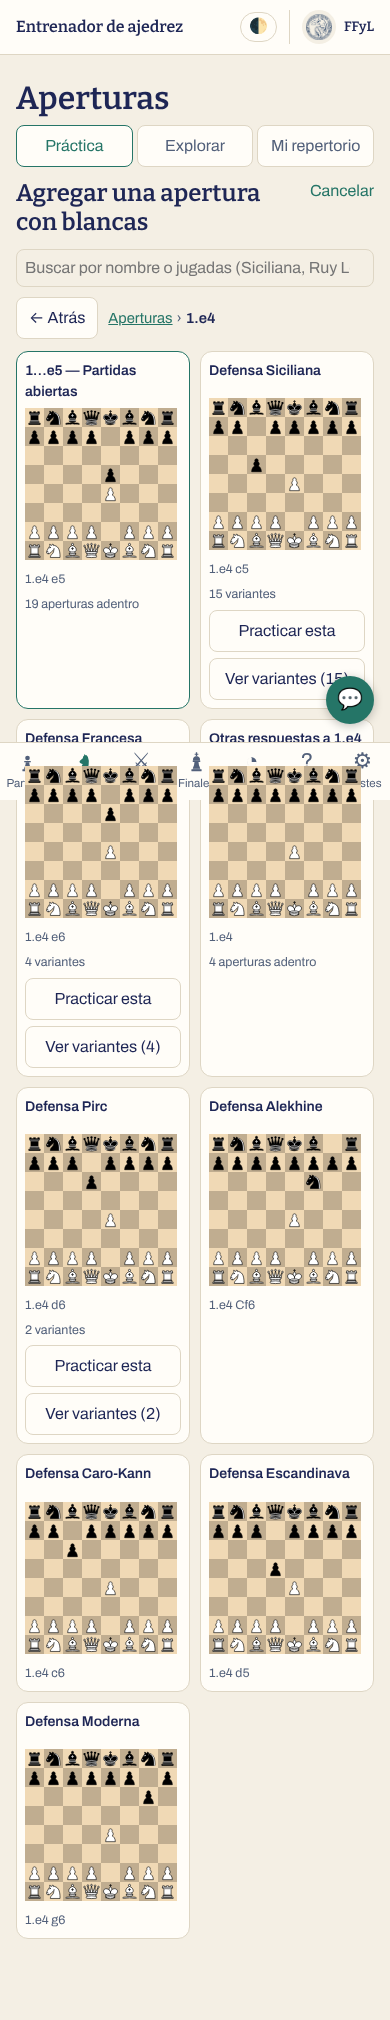 Entrenador de ajedrez
FFyL
Aperturas
Práctica
Explorar
Mi repertorio
Agregar una apertura
con blancas
Cancelar
Buscar por nombre o jugadas (Siciliana, Ruy L
← Atrás
Aperturas › 1.e4
1…e5 — Partidas
abiertas
1.e4 e5
19 aperturas adentro
Defensa Siciliana
1.e4 c5
15 variantes
Practicar esta
Ver variantes (15)
Defensa Francesa
1.e4 e6
4 variantes
Practicar esta
Ver variantes (4)
Otras respuestas a 1.e4
1.e4
4 aperturas adentro
Defensa Pirc
1.e4 d6
2 variantes
Practicar esta
Ver variantes (2)
Defensa Alekhine
1.e4 Cf6
Defensa Caro-Kann
1.e4 c6
Defensa Escandinava
1.e4 d5
Defensa Moderna
1.e4 g6